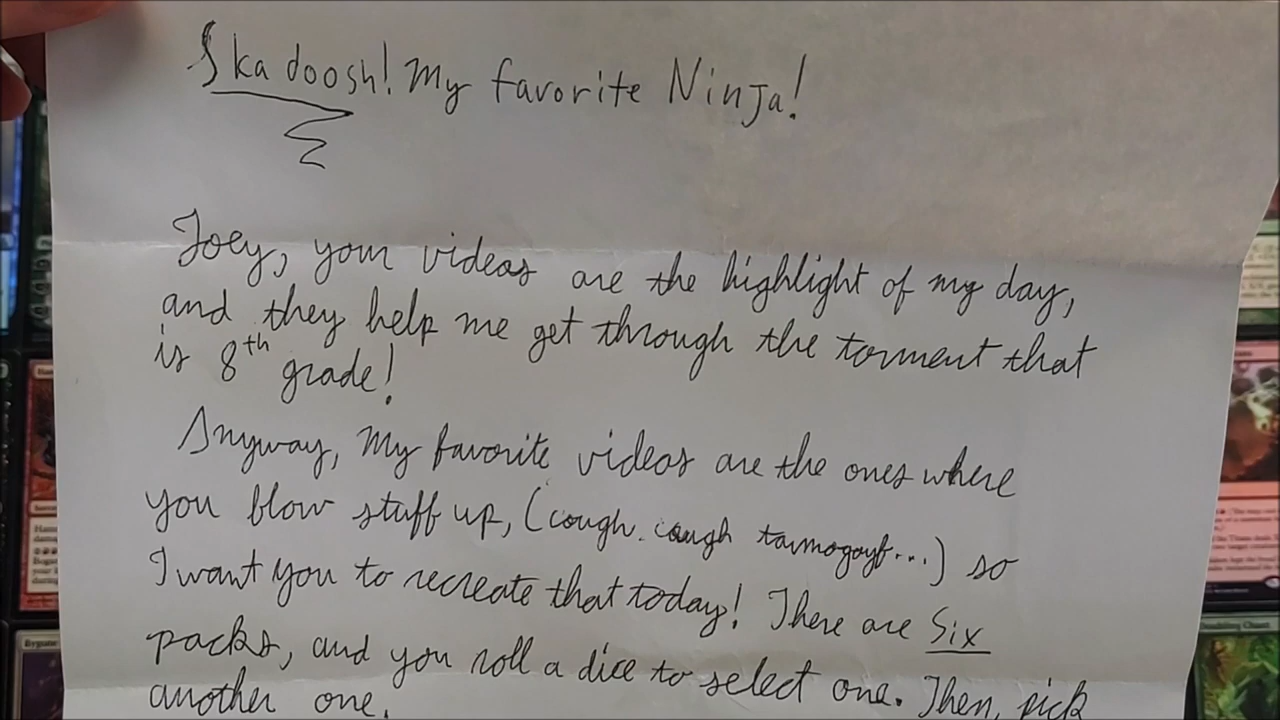 Skadoosh! My favorite Ninja!
Joey, your videos are the highlight of my day,
and they help me get through the torment that
is 8th grade!
Anyway, My favorite videos are the ones where
you blow stuff up, (cough cough tarmogoyf...) so
I want you to recreate that today! There are Six
packs, and you roll a dice to select one. Then, pick
another one.